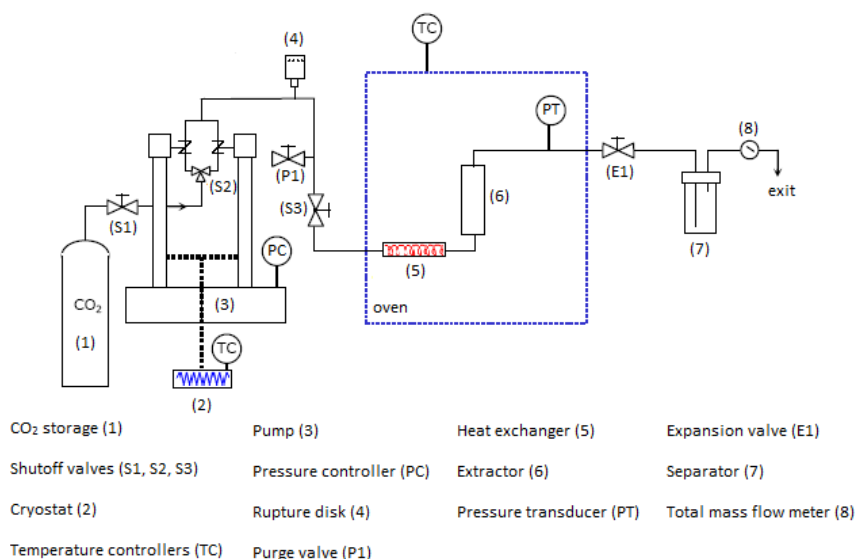 (4)
TC
PT
(8)
(S2)
(P1)
(E1)
exit
(S1)
S3)
(6)
(7)
PC
(5)
CO₂
(3)
oven
(1)
TC
(2)
CO₂ storage (1)
Pump (3)
Heat exchanger (5)
Expansion valve (E1)
Shutoff valves (S1, S2, S3)
Pressure controller (PC)
Extractor (6)
Separator (7)
Cryostat (2)
Rupture disk (4)
Pressure transducer (PT)
Total mass flow meter (8)
Temperature controllers (TC)
Purge valve (P1)